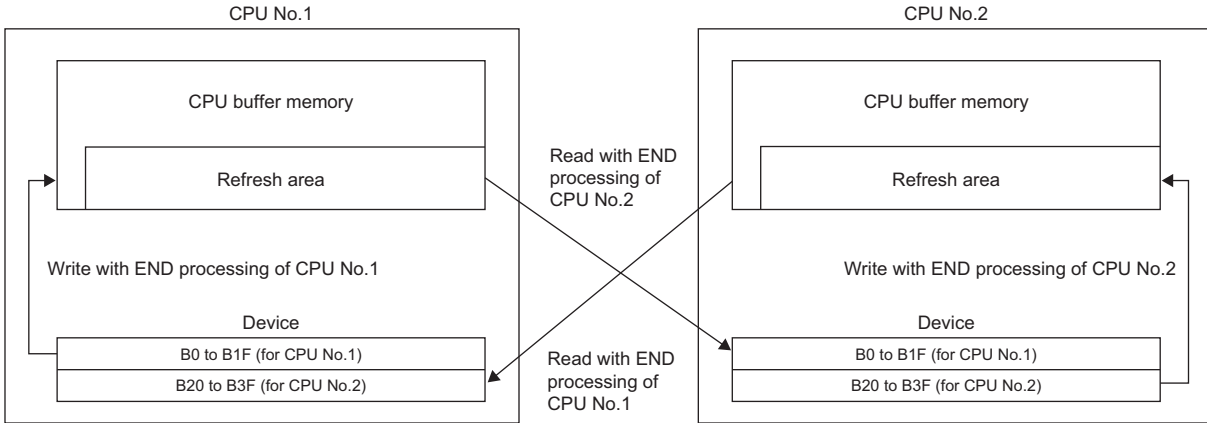 CPU No.1
CPU No.2
CPU buffer memory
CPU buffer memory
Refresh area
Read with END
processing of
CPU No.2
Refresh area
Write with END processing of CPU No.1
Write with END processing of CPU No.2
Device
Device
B0 to B1F (for CPU No.1)
B20 to B3F (for CPU No.2)
Read with END
processing of
CPU No.1
B0 to B1F (for CPU No.1)
B20 to B3F (for CPU No.2)